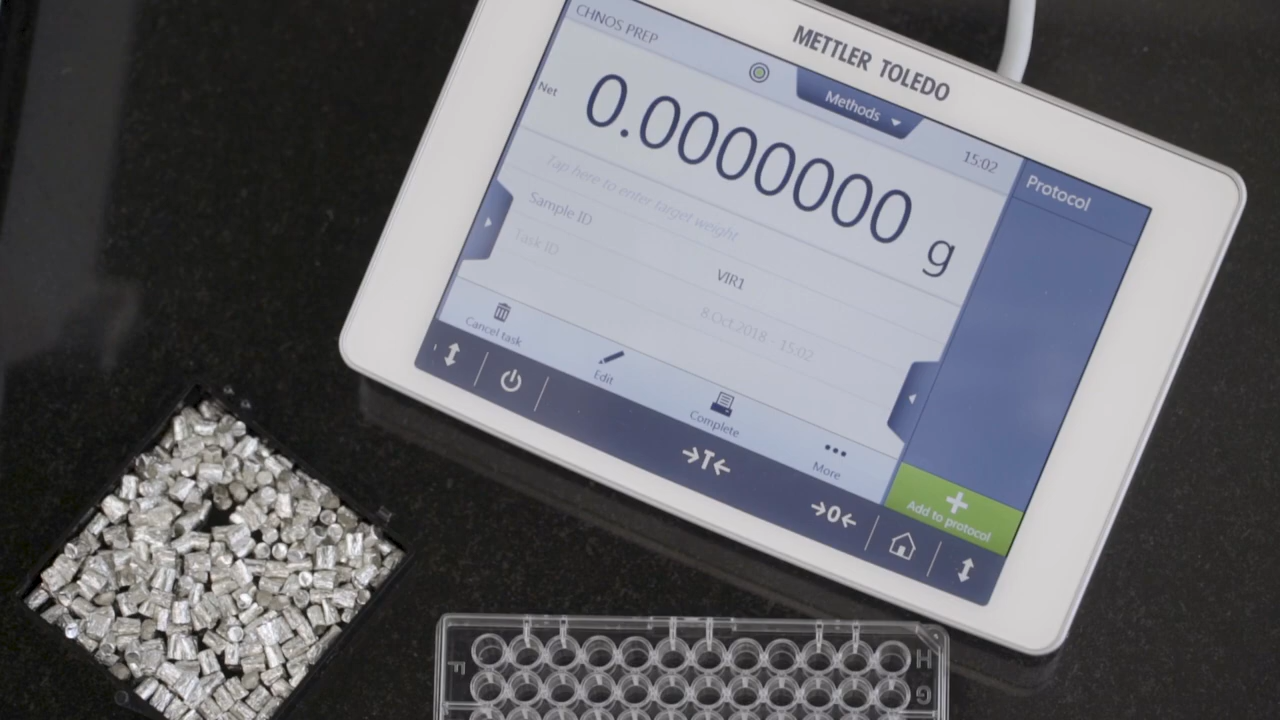 METTLER TOLEDO
CHNOS PREP
Methods
15:02
Net
0.0000000 g
Protocol
Tap here to enter target weight
Sample ID
VIR1
Task ID
8.Oct.2018 - 15:02
Cancel task
Edit
Complete
More
Add to protocol
→T←
→0←
F
H
G